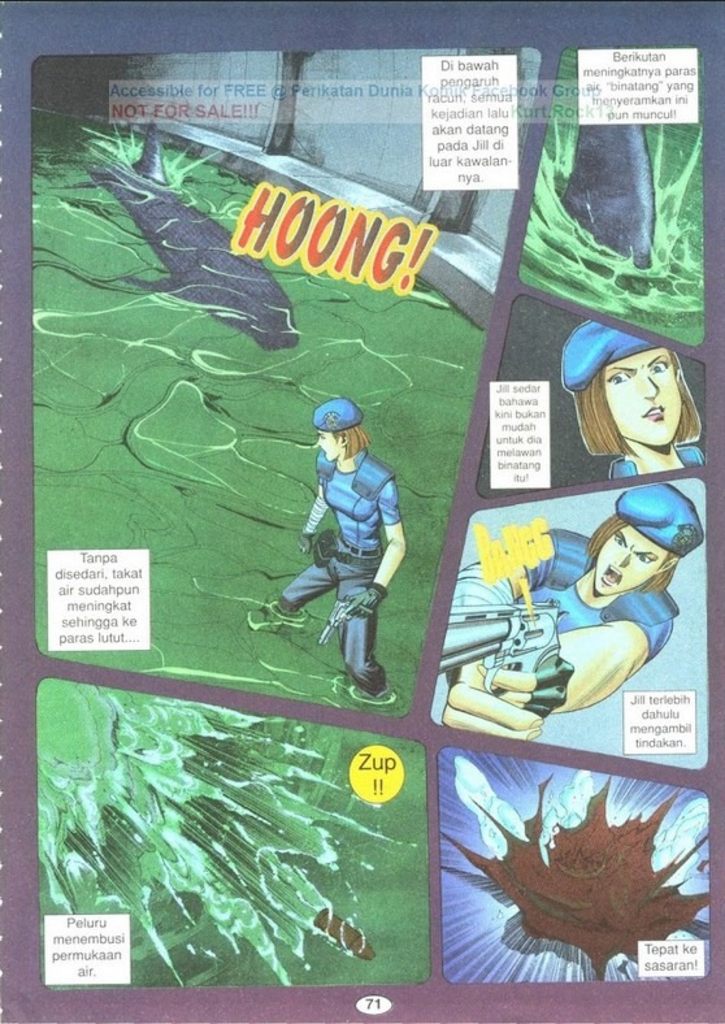 Accessible for FREE @ Perikatan Dunia Komik Facebook Group
NOT FOR SALE!!!
Kurt.Rock13
Di bawah
pengaruh
racun, semua
kejadian lalu
akan datang
pada Jill di
luar kawalan-
nya.
HOONG!
Tanpa
disedari, takat
air sudahpun
meningkat
sehingga ke
paras lutut....
Berikutan
meningkatnya paras
air, "binatang" yang
menyeramkan ini
pun muncul!
Jill sedar
bahawa
kini bukan
mudah
untuk dia
melawan
binatang
itu!
Jill terlebih
dahulu
mengambil
tindakan.
Zup
!!
Peluru
menembusi
permukaan
air.
Tepat ke
sasaran!
71